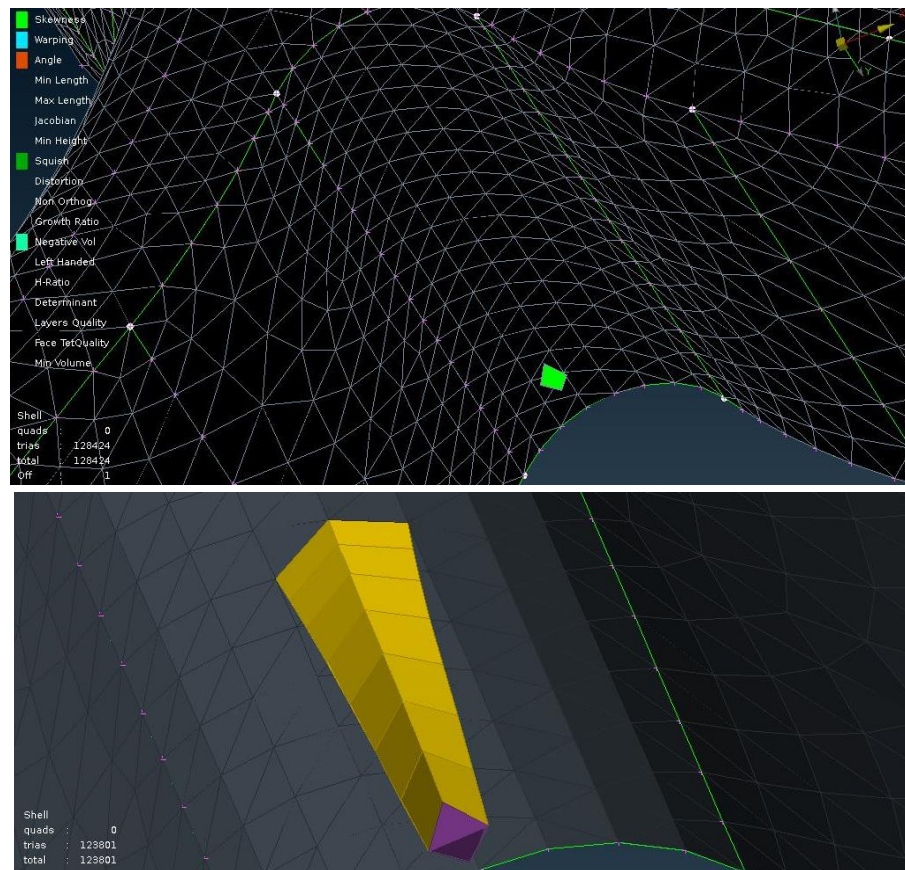 Skewness
Warping
Angle
Min Length
Max Length
Jacobian
Min Height
Squish
Distortion
Non Orthog.
Growth Ratio
Negative Vol
Left Handed
H-Ratio
Determinant
Layers Quality
Face TetQuality
Min Volume
Y
Shell
quads : 0
trias : 128424
total : 128424
Off : 1
Shell
quads : 0
trias : 123801
total : 123801